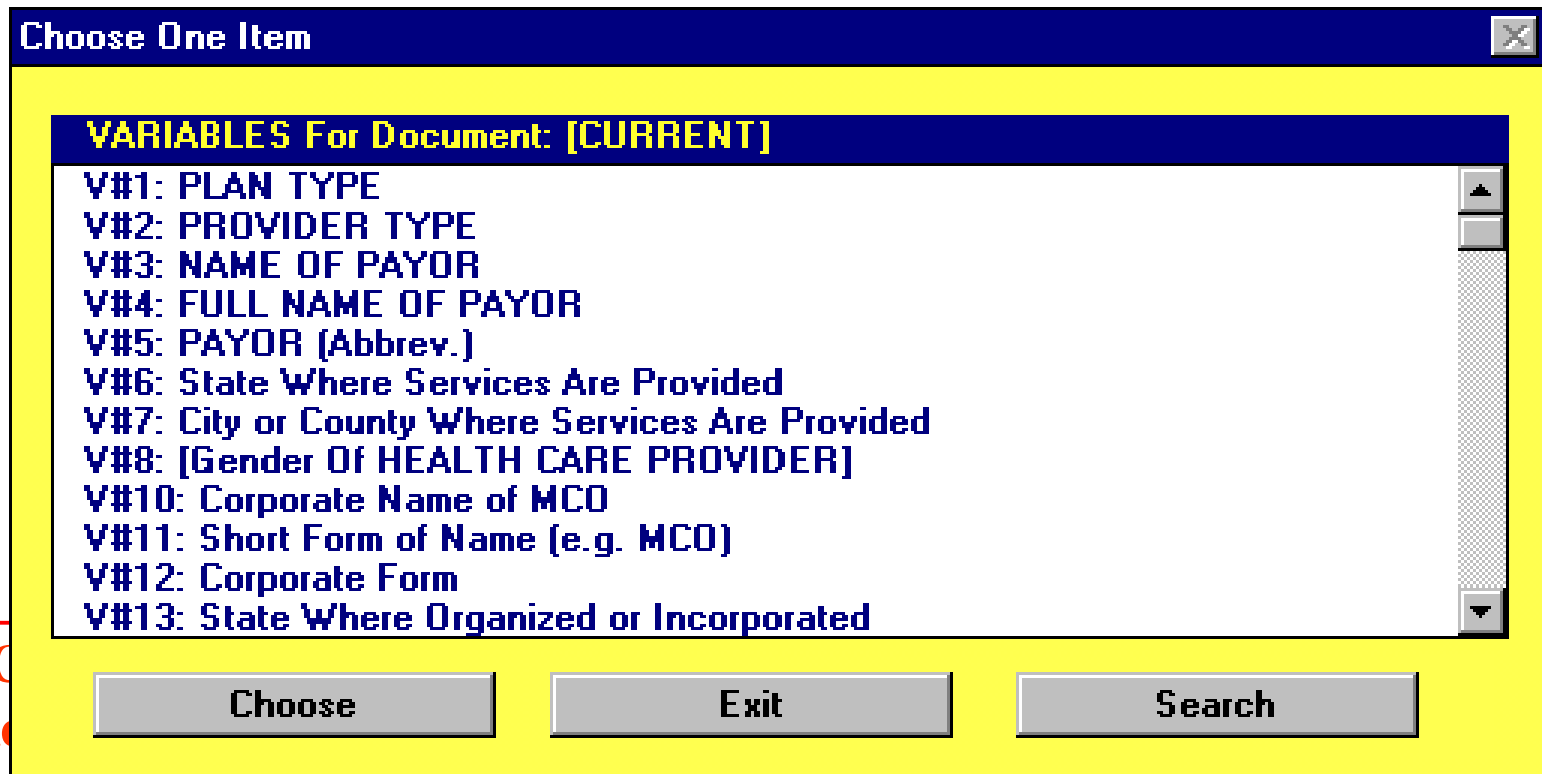 Choose One Item
VARIABLES For Document: [CURRENT]
V#1: PLAN TYPE
V#2: PROVIDER TYPE
V#3: NAME OF PAYOR
V#4: FULL NAME OF PAYOR
V#5: PAYOR (Abbrev.)
V#6: State Where Services Are Provided
V#7: City or County Where Services Are Provided
V#8: [Gender Of HEALTH CARE PROVIDER]
V#10: Corporate Name of MCO
V#11: Short Form of Name (e.g. MCO)
V#12: Corporate Form
V#13: State Where Organized or Incorporated
Choose Exit Search